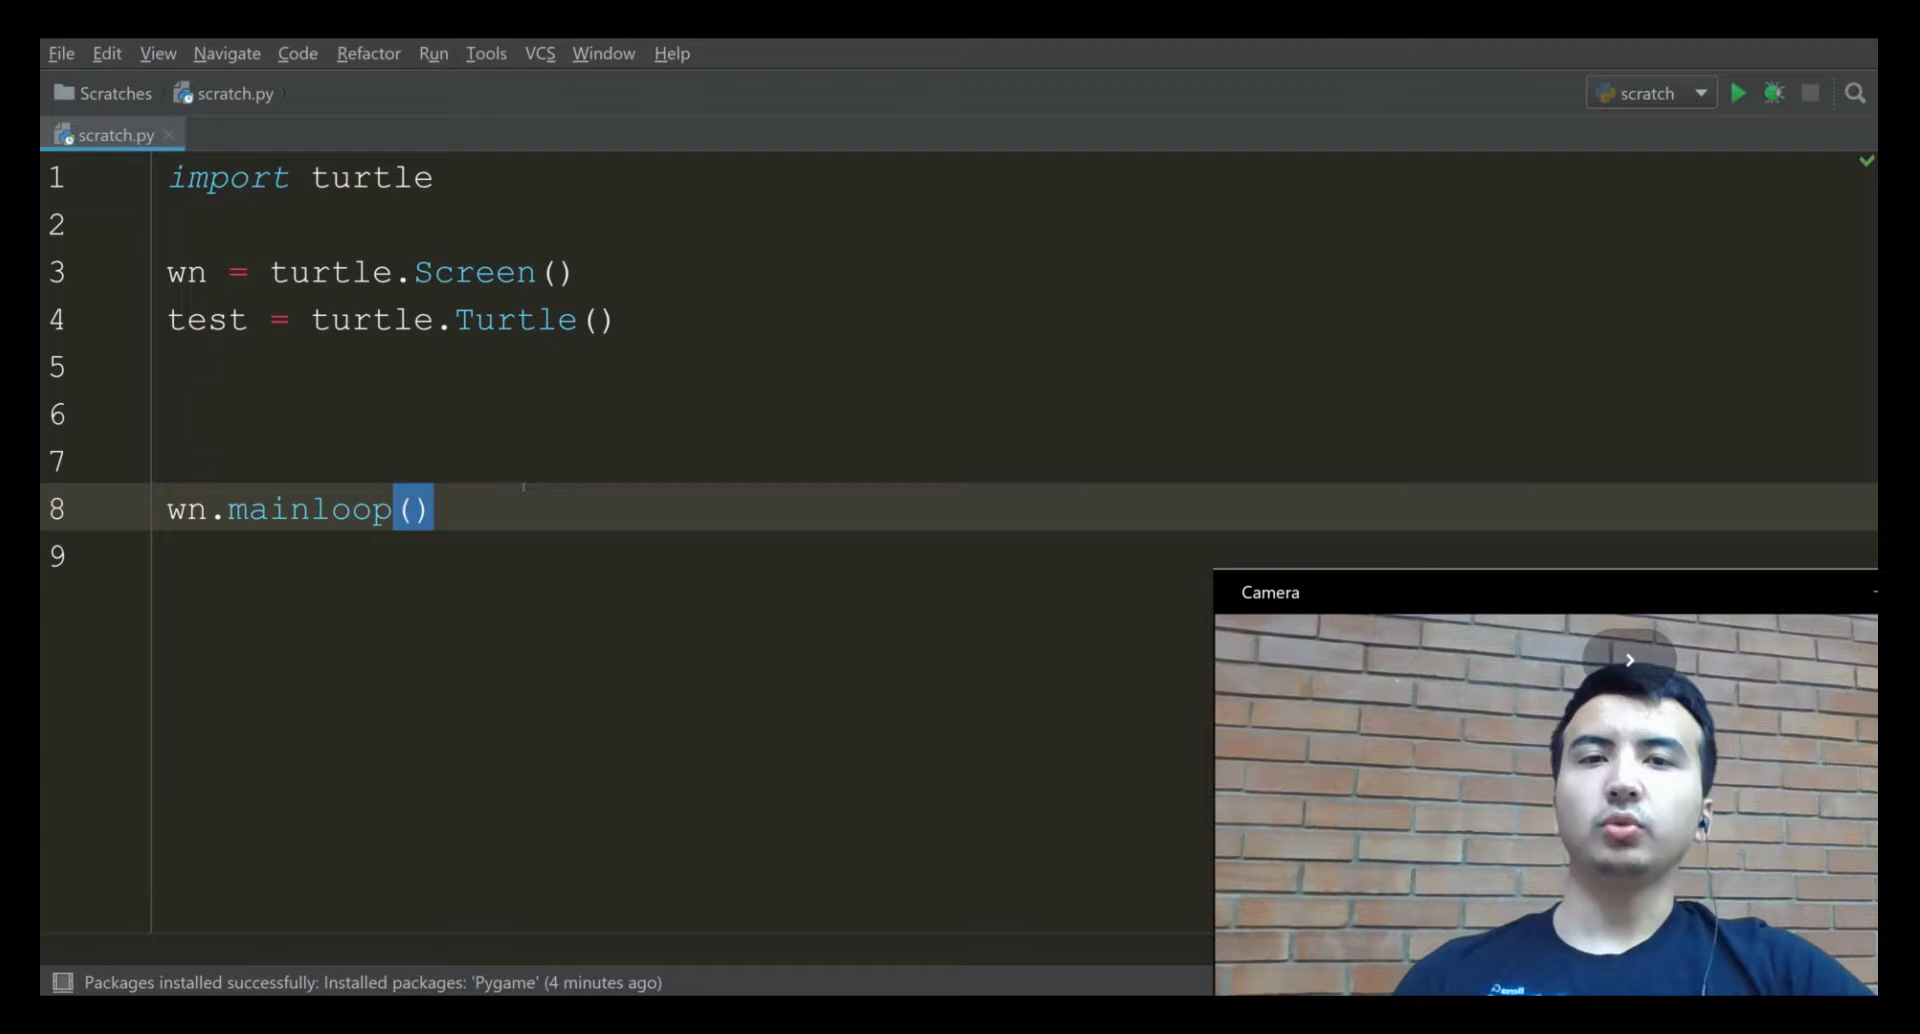 File Edit View Navigate Code Refactor Run Tools VCS Window Help
Scratches scratch.py scratch
scratch.py
1 import turtle
2
3 wn = turtle.Screen()
4 test = turtle.Turtle()
5
6
7
8 wn.mainloop()
9
Camera
Packages installed successfully: Installed packages: 'Pygame' (4 minutes ago)